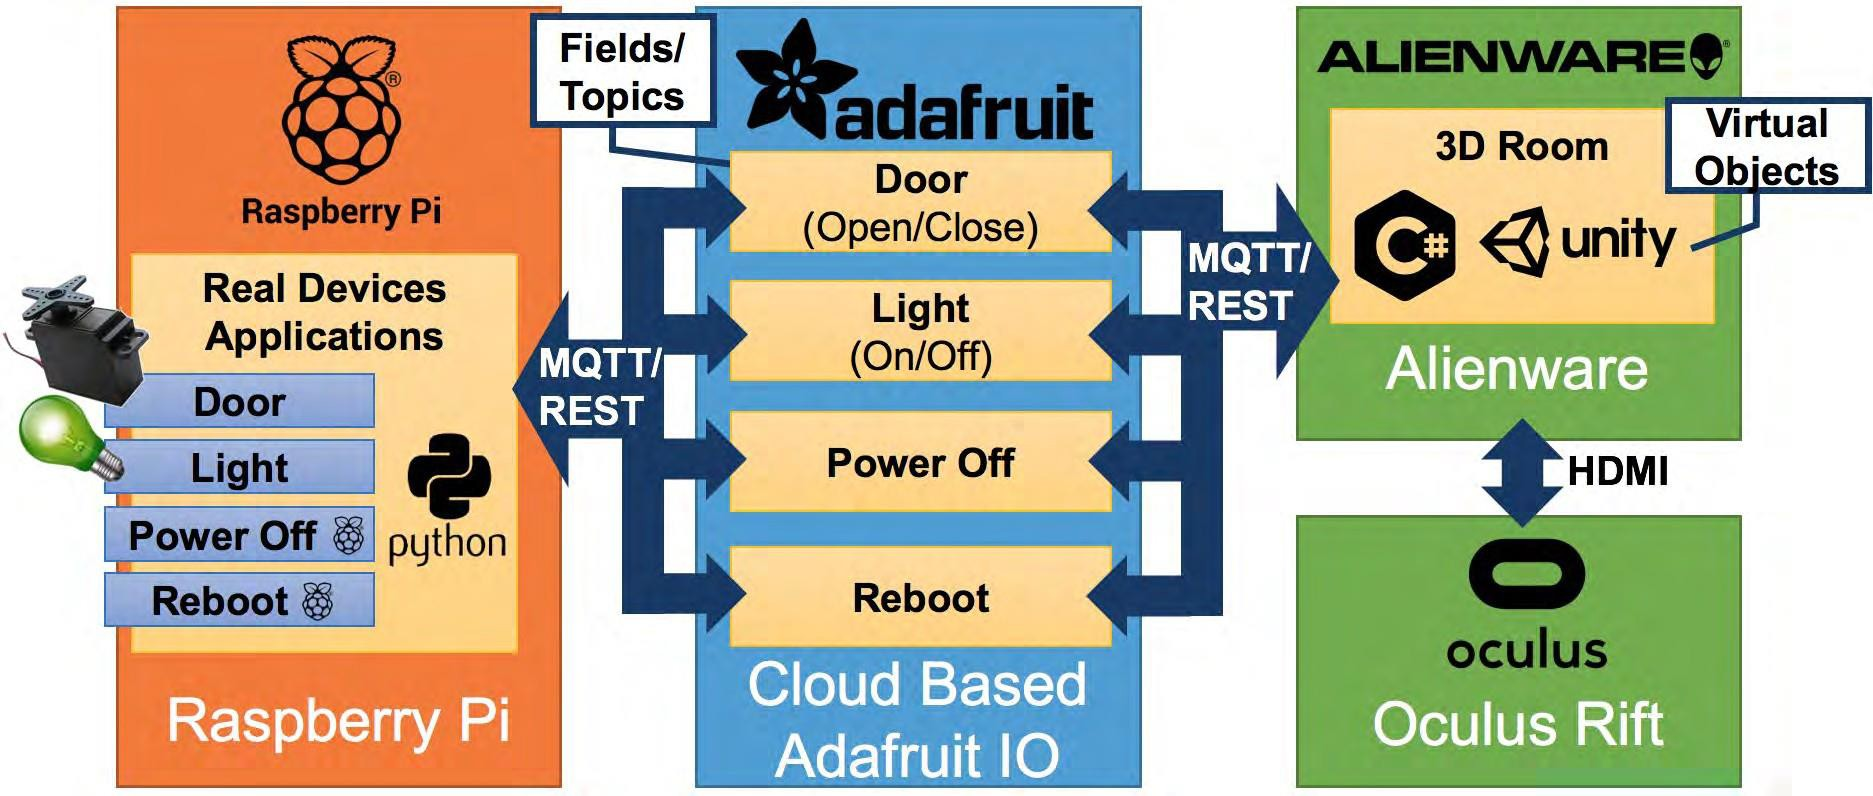 ®
Raspberry Pi
Real Devices
Applications
Door
Light
Power Off
Reboot
python
Raspberry Pi
MQTT/
REST
Fields/
Topics
adafruit
Door
(Open/Close)
Light
(On/Off)
Power Off
Reboot
Cloud Based
Adafruit IO
MQTT/
REST
ALIENWARE®
3D Room
C# unity
Virtual
Objects
Alienware
HDMI
oculus
Oculus Rift